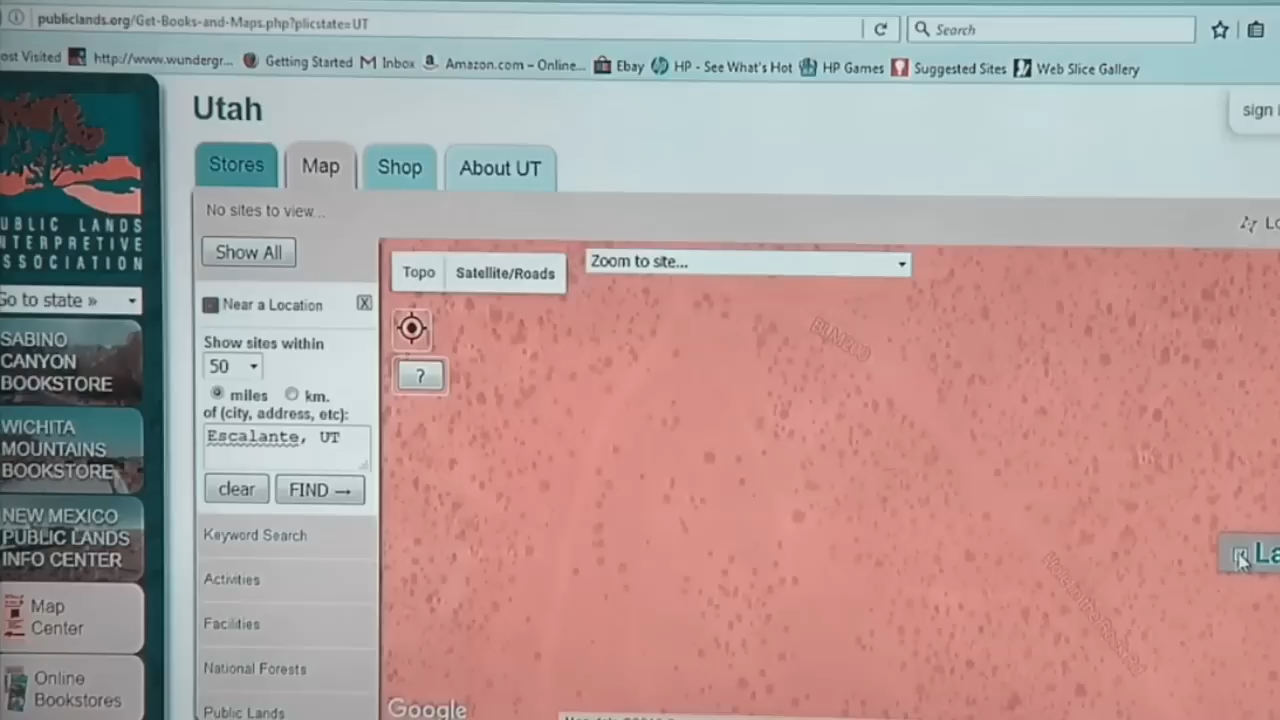 publiclands.org/Get-Books-and-Maps.php?plicstate=UT
Search
ost Visited
http://www.wundergr...
Getting Started
Inbox
Amazon.com – Online...
Ebay
HP - See What's Hot
HP Games
Suggested Sites
Web Slice Gallery
Utah
sign
Stores
Map
Shop
About UT
UBLIC LANDS
NTERPRETIVE
SSOCIATION
No sites to view...
Lo
Show All
Topo
Satellite/Roads
Zoom to site...
Go to state »
Near a Location
X
Show sites within
50
miles
km.
of (city, address, etc):
Escalante, UT
clear
FIND →
?
BLM200
SABINO
CANYON
BOOKSTORE
WICHITA
MOUNTAINS
BOOKSTORE
NEW MEXICO
PUBLIC LANDS
INFO CENTER
Map
Center
Online
Bookstores
Keyword Search
Activities
Facilities
National Forests
Public Lands
La
Google